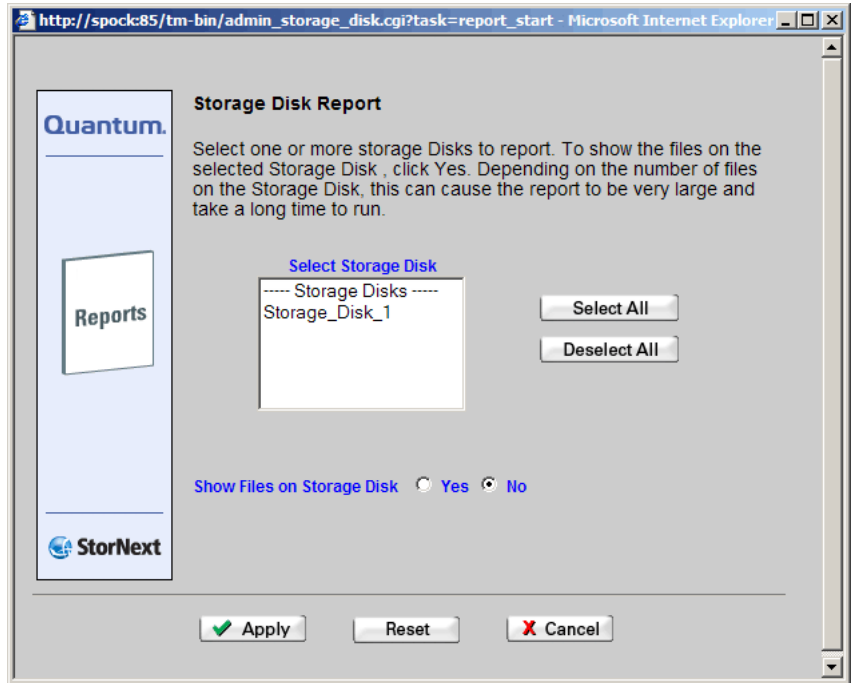 http://spock:85/tm-bin/admin_storage_disk.cgi?task=report_start - Microsoft Internet Explorer
Quantum.
Storage Disk Report
Select one or more storage Disks to report. To show the files on the
selected Storage Disk , click Yes. Depending on the number of files
on the Storage Disk, this can cause the report to be very large and
take a long time to run.
Reports
Select Storage Disk
----- Storage Disks -----
Storage_Disk_1
Select All
Deselect All
Show Files on Storage Disk Yes No
StorNext
Apply Reset Cancel